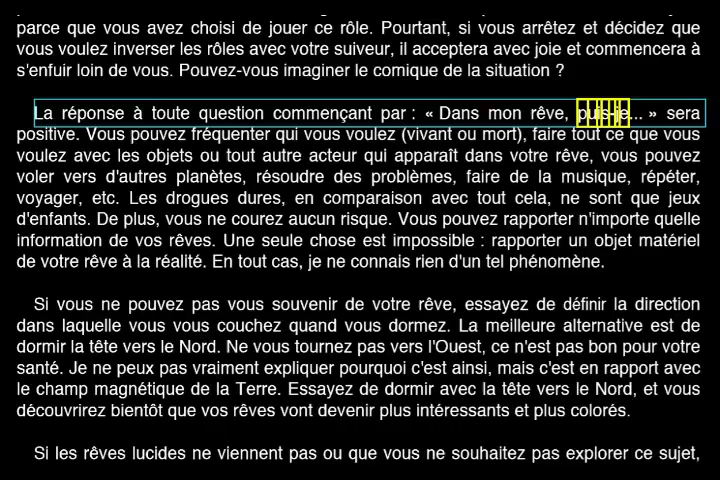 parce que vous avez choisi de jouer ce rôle. Pourtant, si vous arrêtez et décidez que
vous voulez inverser les rôles avec votre suiveur, il acceptera avec joie et commencera à
s'enfuir loin de vous. Pouvez-vous imaginer le comique de la situation ?
La réponse à toute question commençant par : « Dans mon rêve, puis-je... » sera
positive. Vous pouvez fréquenter qui vous voulez (vivant ou mort), faire tout ce que vous
voulez avec les objets ou tout autre acteur qui apparaît dans votre rêve, vous pouvez
voler vers d'autres planètes, résoudre des problèmes, faire de la musique, répéter,
voyager, etc. Les drogues dures, en comparaison avec tout cela, ne sont que jeux
d'enfants. De plus, vous ne courez aucun risque. Vous pouvez rapporter n'importe quelle
information de vos rêves. Une seule chose est impossible : rapporter un objet matériel
de votre rêve à la réalité. En tout cas, je ne connais rien d'un tel phénomène.
Si vous ne pouvez pas vous souvenir de votre rêve, essayez de définir la direction
dans laquelle vous vous couchez quand vous dormez. La meilleure alternative est de
dormir la tête vers le Nord. Ne vous tournez pas vers l'Ouest, ce n'est pas bon pour votre
santé. Je ne peux pas vraiment expliquer pourquoi c'est ainsi, mais c'est en rapport avec
le champ magnétique de la Terre. Essayez de dormir avec la tête vers le Nord, et vous
découvrirez bientôt que vos rêves vont devenir plus intéressants et plus colorés.
Si les rêves lucides ne viennent pas ou que vous ne souhaitez pas explorer ce sujet,